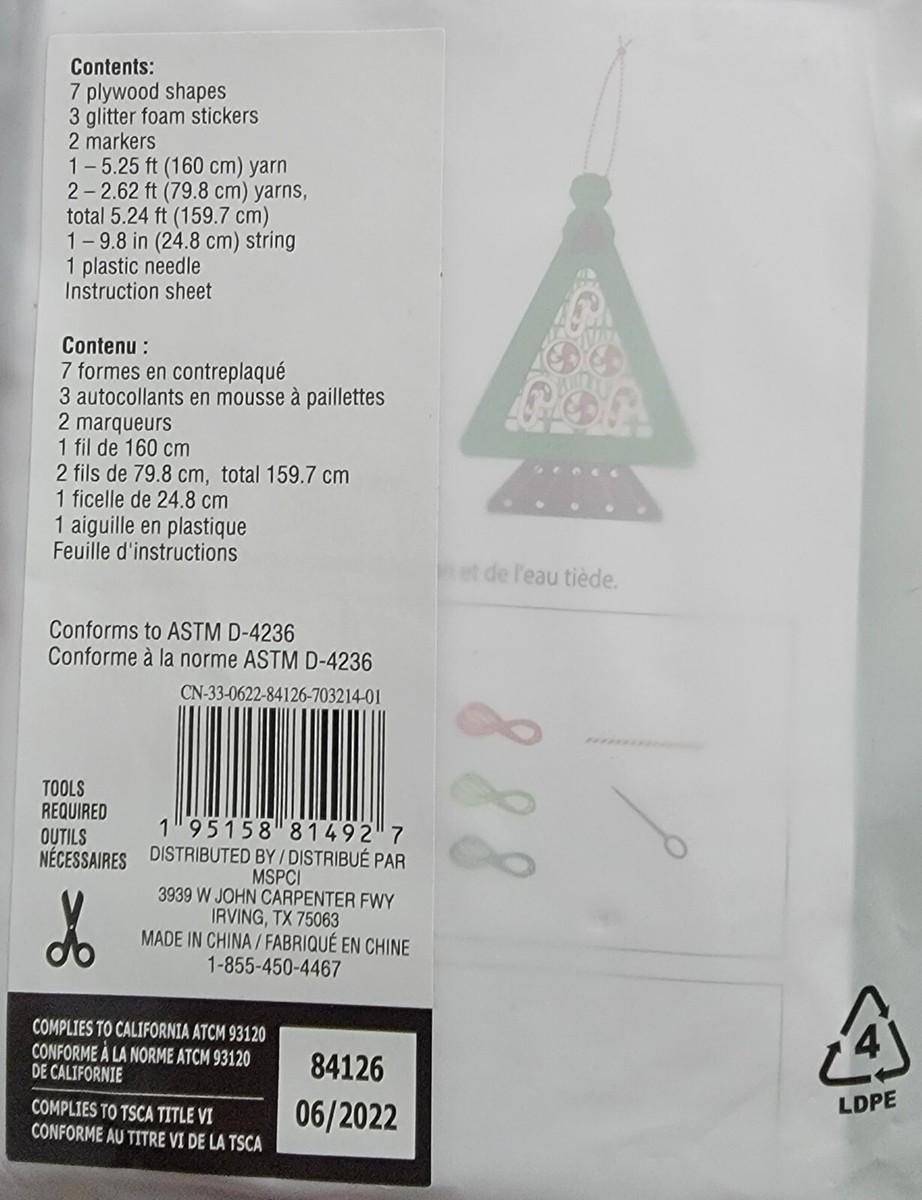 Contents:
7 plywood shapes
3 glitter foam stickers
2 markers
1 – 5.25 ft (160 cm) yarn
2 – 2.62 ft (79.8 cm) yarns,
total 5.24 ft (159.7 cm)
1 – 9.8 in (24.8 cm) string
1 plastic needle
Instruction sheet
Contenu :
7 formes en contreplaqué
3 autocollants en mousse à paillettes
2 marqueurs
1 fil de 160 cm
2 fils de 79.8 cm, total 159.7 cm
1 ficelle de 24.8 cm
1 aiguille en plastique
Feuille d'instructions
Conforms to ASTM D-4236
Conforme à la norme ASTM D-4236
CN-33-0622-84126-703214-01
1 95158 81492 7
TOOLS
REQUIRED
OUTILS
NÉCESSAIRES
DISTRIBUTED BY / DISTRIBUÉ PAR
MSPCI
3939 W JOHN CARPENTER FWY
IRVING, TX 75063
MADE IN CHINA / FABRIQUÉ EN CHINE
1-855-450-4467
COMPLIES TO CALIFORNIA ATCM 93120
CONFORME À LA NORME ATCM 93120
DE CALIFORNIE
COMPLIES TO TSCA TITLE VI
CONFORME AU TITRE VI DE LA TSCA
84126
06/2022
et de l'eau tiède.
4
LDPE